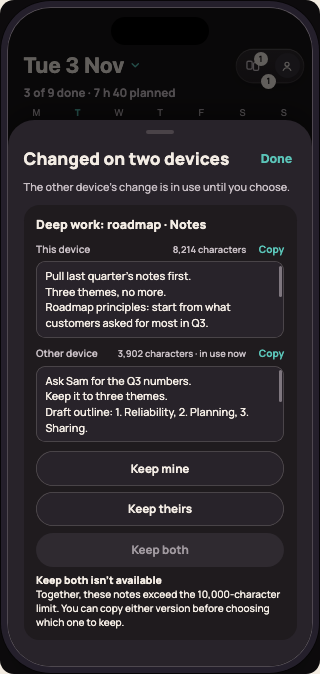 Tue 3 Nov
1
1
3 of 9 done · 7 h 40 planned
M T W T F S S
Changed on two devices
Done
The other device's change is in use until you choose.
Deep work: roadmap · Notes
This device
8,214 characters
Copy
Pull last quarter's notes first.
Three themes, no more.
Roadmap principles: start from what
customers asked for most in Q3.
Other device
3,902 characters · in use now
Copy
Ask Sam for the Q3 numbers.
Keep it to three themes.
Draft outline: 1. Reliability, 2. Planning, 3.
Sharing.
Keep mine
Keep theirs
Keep both
Keep both isn't available
Together, these notes exceed the 10,000-character
limit. You can copy either version before choosing
which one to keep.